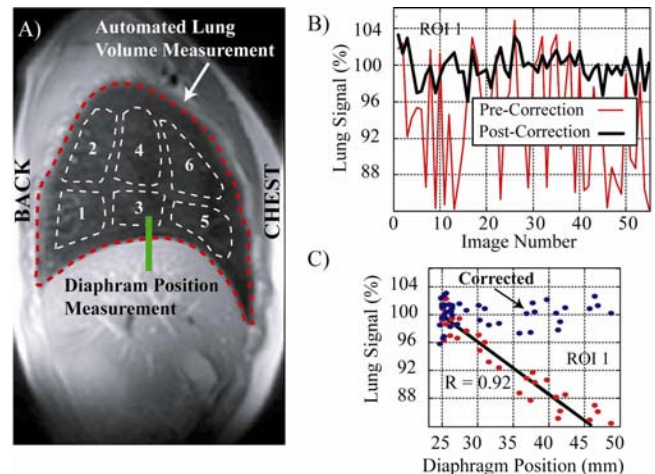 A)
Automated Lung
Volume Measurement
BACK
CHEST
2
4
6
1
3
5
Diaphram Position
Measurement
B)
ROI 1
Lung Signal (%)
104
100
96
92
88
Pre-Correction
Post-Correction
0
10
20
30
40
50
Image Number
C)
Lung Signal (%)
104
100
96
92
88
Corrected
ROI 1
R = 0.92
25
30
35
40
45
50
Diaphragm Position (mm)